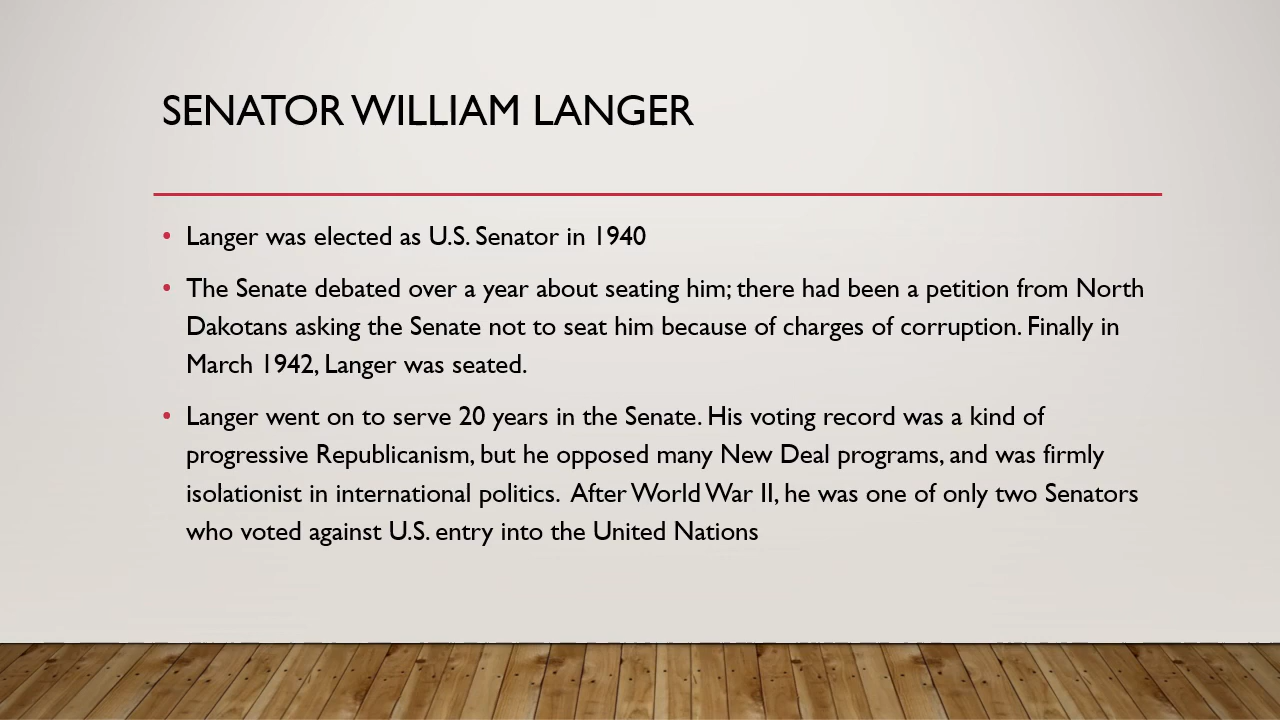 SENATOR WILLIAM LANGER
• Langer was elected as U.S. Senator in 1940
• The Senate debated over a year about seating him; there had been a petition from North
Dakotans asking the Senate not to seat him because of charges of corruption. Finally in
March 1942, Langer was seated.
• Langer went on to serve 20 years in the Senate. His voting record was a kind of
progressive Republicanism, but he opposed many New Deal programs, and was firmly
isolationist in international politics.  After World War II, he was one of only two Senators
who voted against U.S. entry into the United Nations